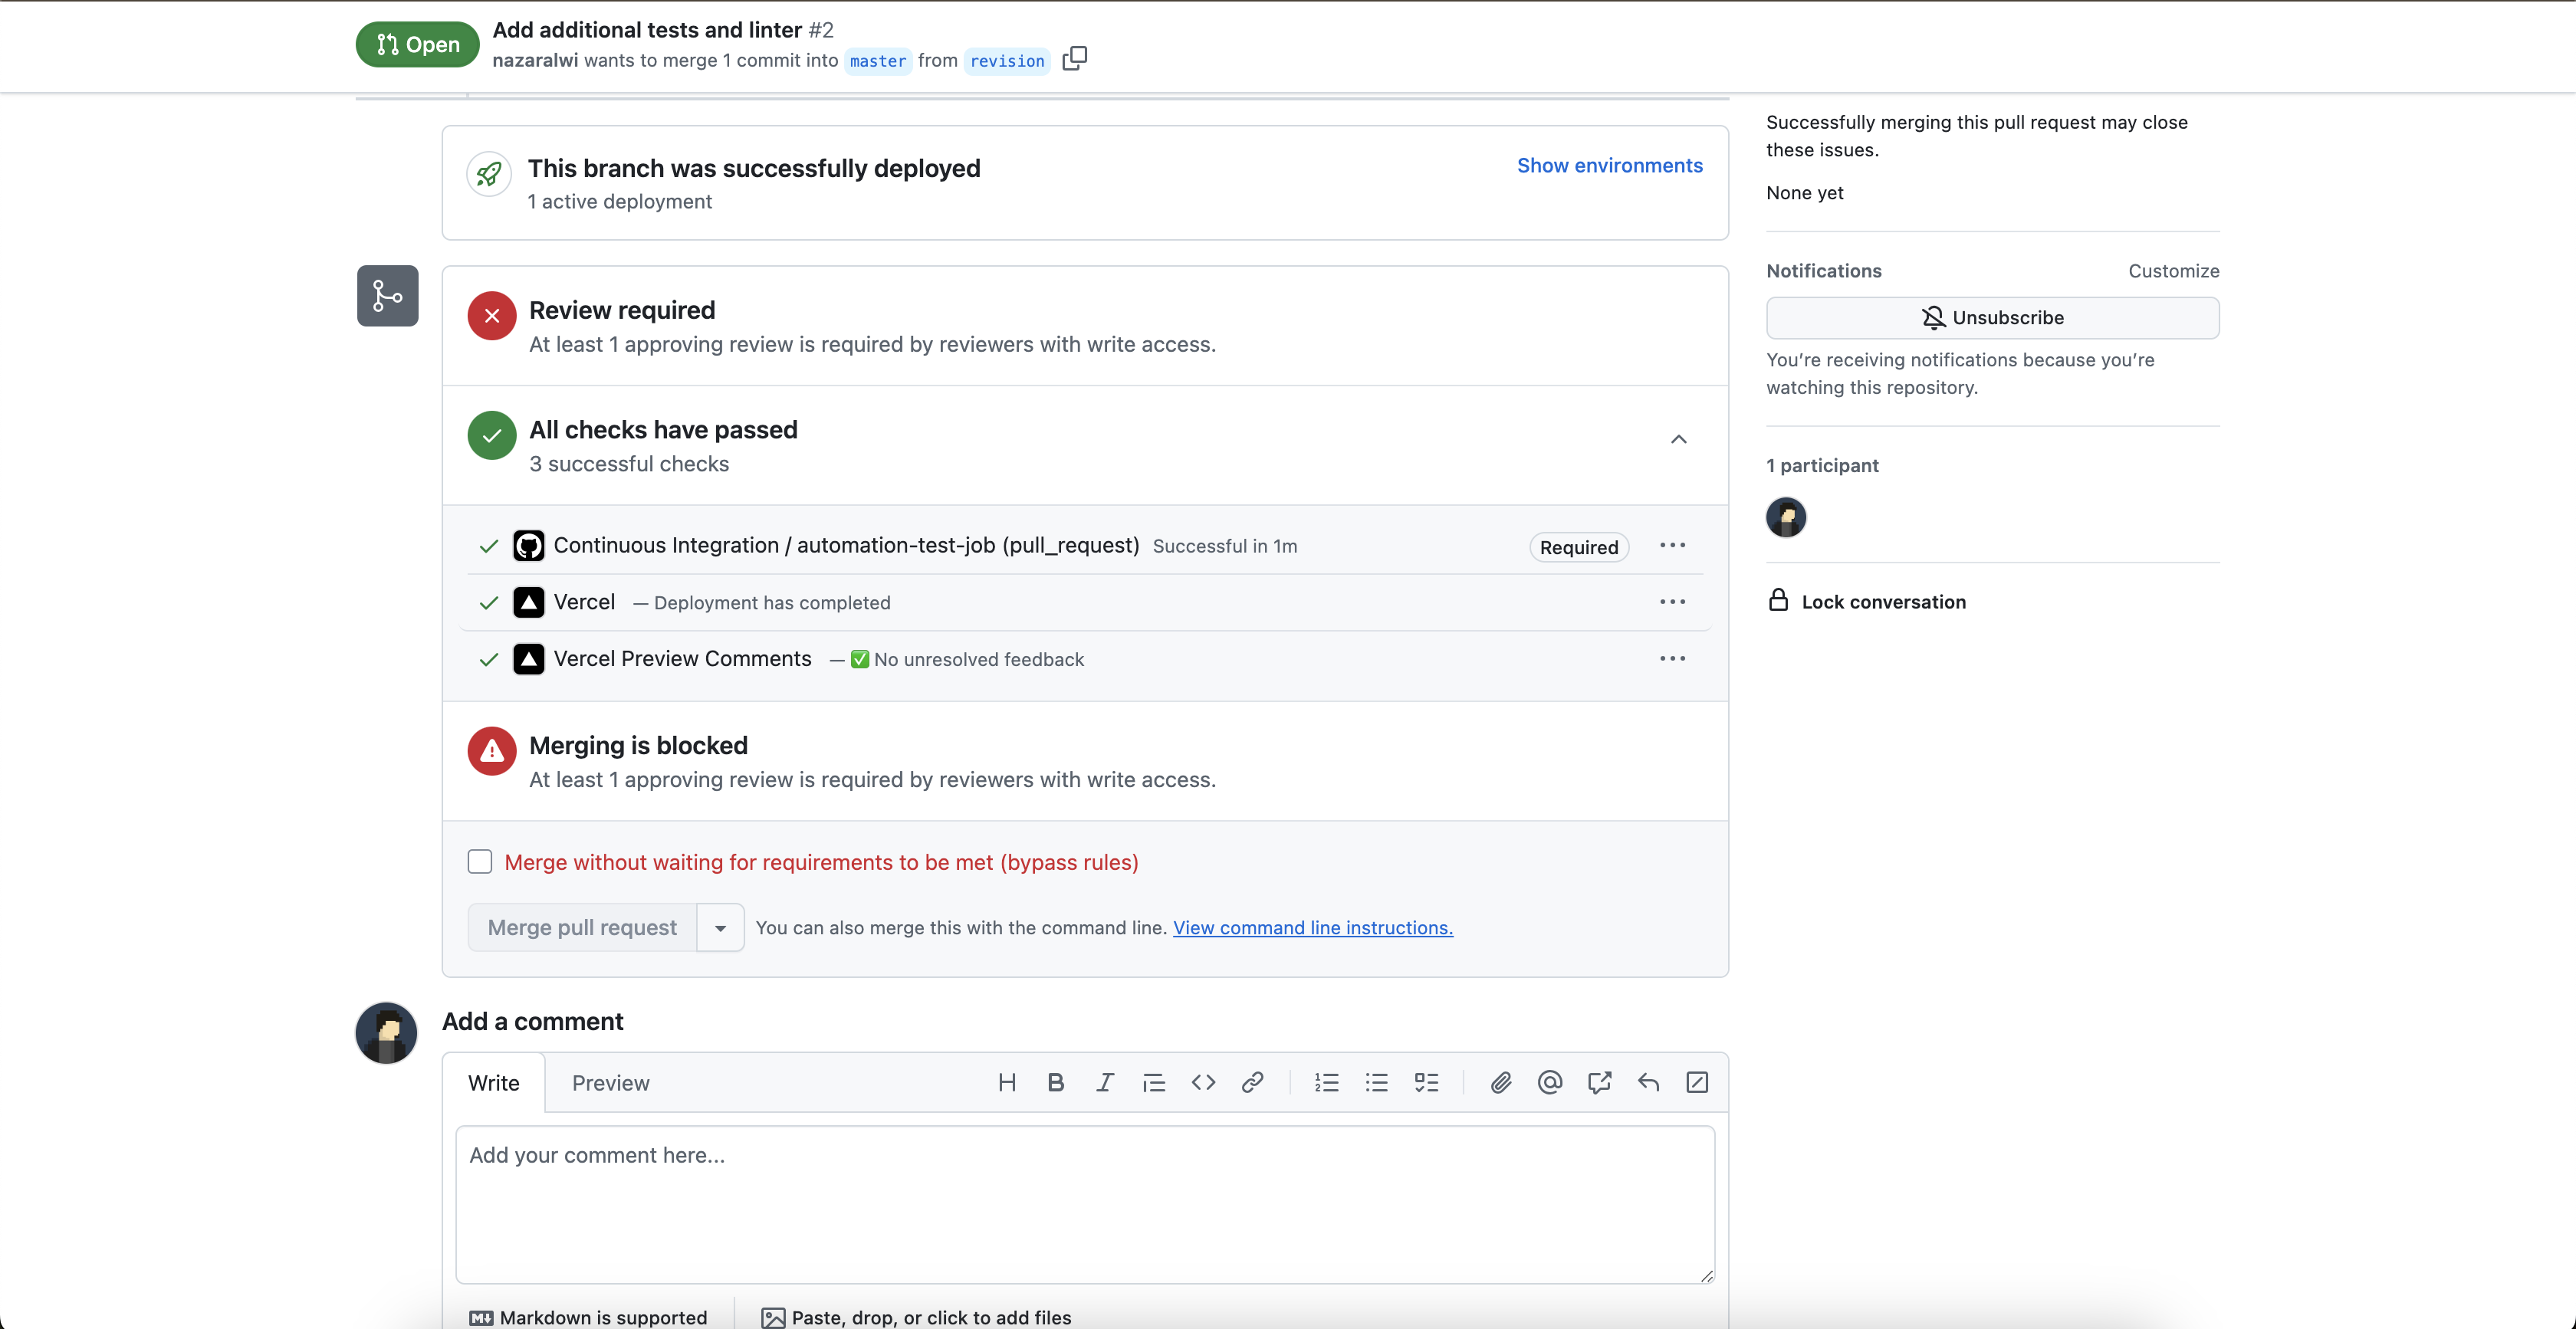 Open
Add additional tests and linter #2
nazaralwi wants to merge 1 commit into master from revision
This branch was successfully deployed
1 active deployment
Show environments
Review required
At least 1 approving review is required by reviewers with write access.
All checks have passed
3 successful checks
Continuous Integration / automation-test-job (pull_request) Successful in 1m Required
Vercel — Deployment has completed
Vercel Preview Comments — ✅ No unresolved feedback
Merging is blocked
At least 1 approving review is required by reviewers with write access.
Merge without waiting for requirements to be met (bypass rules)
Merge pull request
You can also merge this with the command line. View command line instructions.
Add a comment
Write
Preview
Add your comment here...
Markdown is supported
Paste, drop, or click to add files
Successfully merging this pull request may close
these issues.
None yet
Notifications
Customize
Unsubscribe
You’re receiving notifications because you’re
watching this repository.
1 participant
Lock conversation